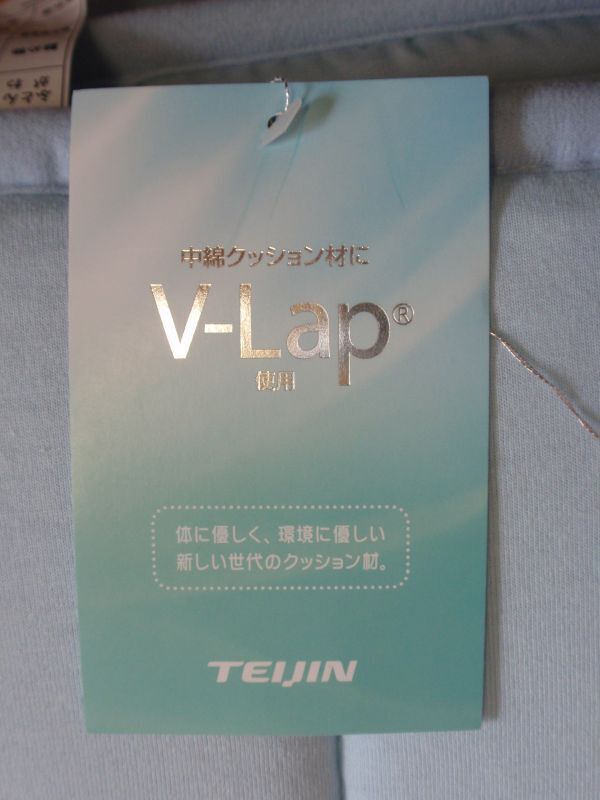 中綿クッション材に
V-Lap®
使用
体に優しく、環境に優しい
新しい世代のクッション材。
TEIJIN